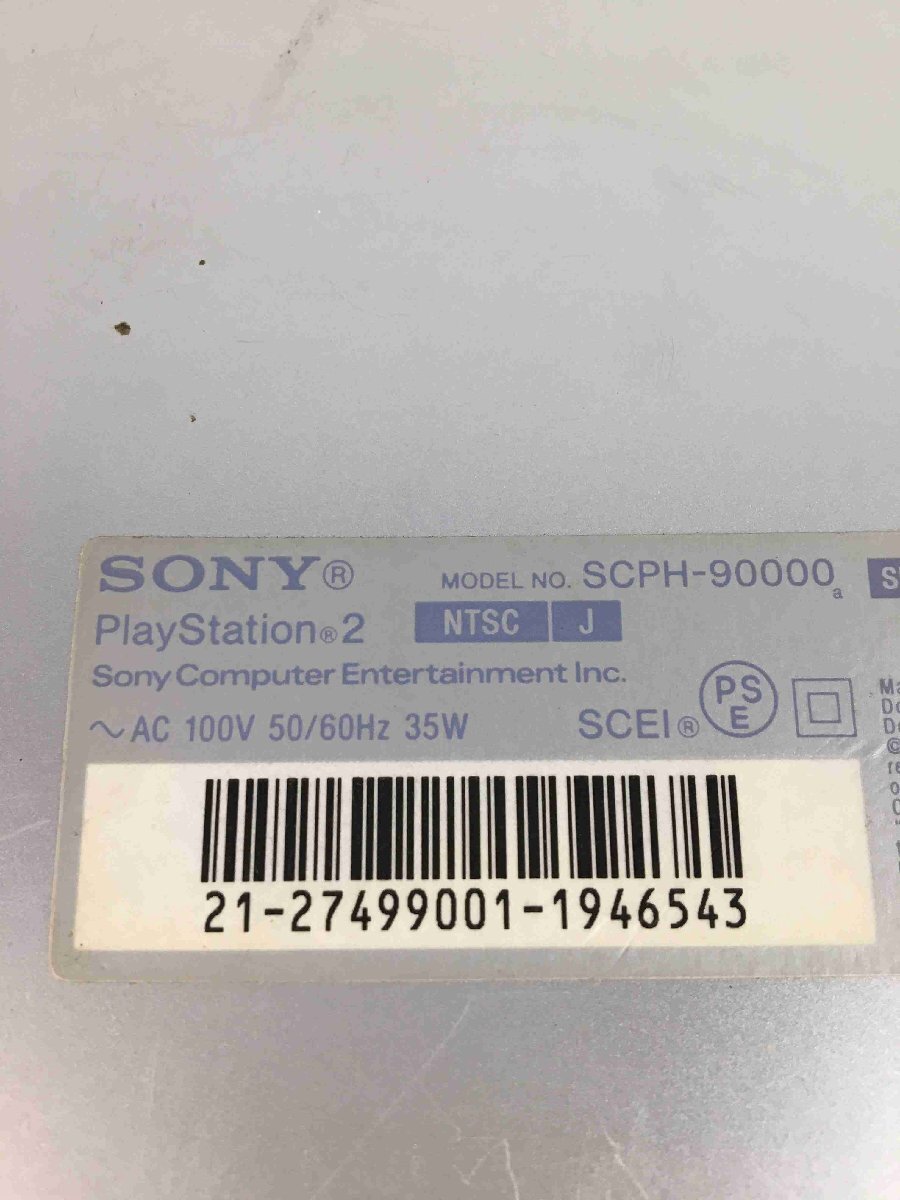 SONY® MODEL NO. SCPH-90000 a S
PlayStation®2 NTSC J
Sony Computer Entertainment Inc.
~AC 100V 50/60Hz 35W SCEI® PS E
21-27499001-1946543